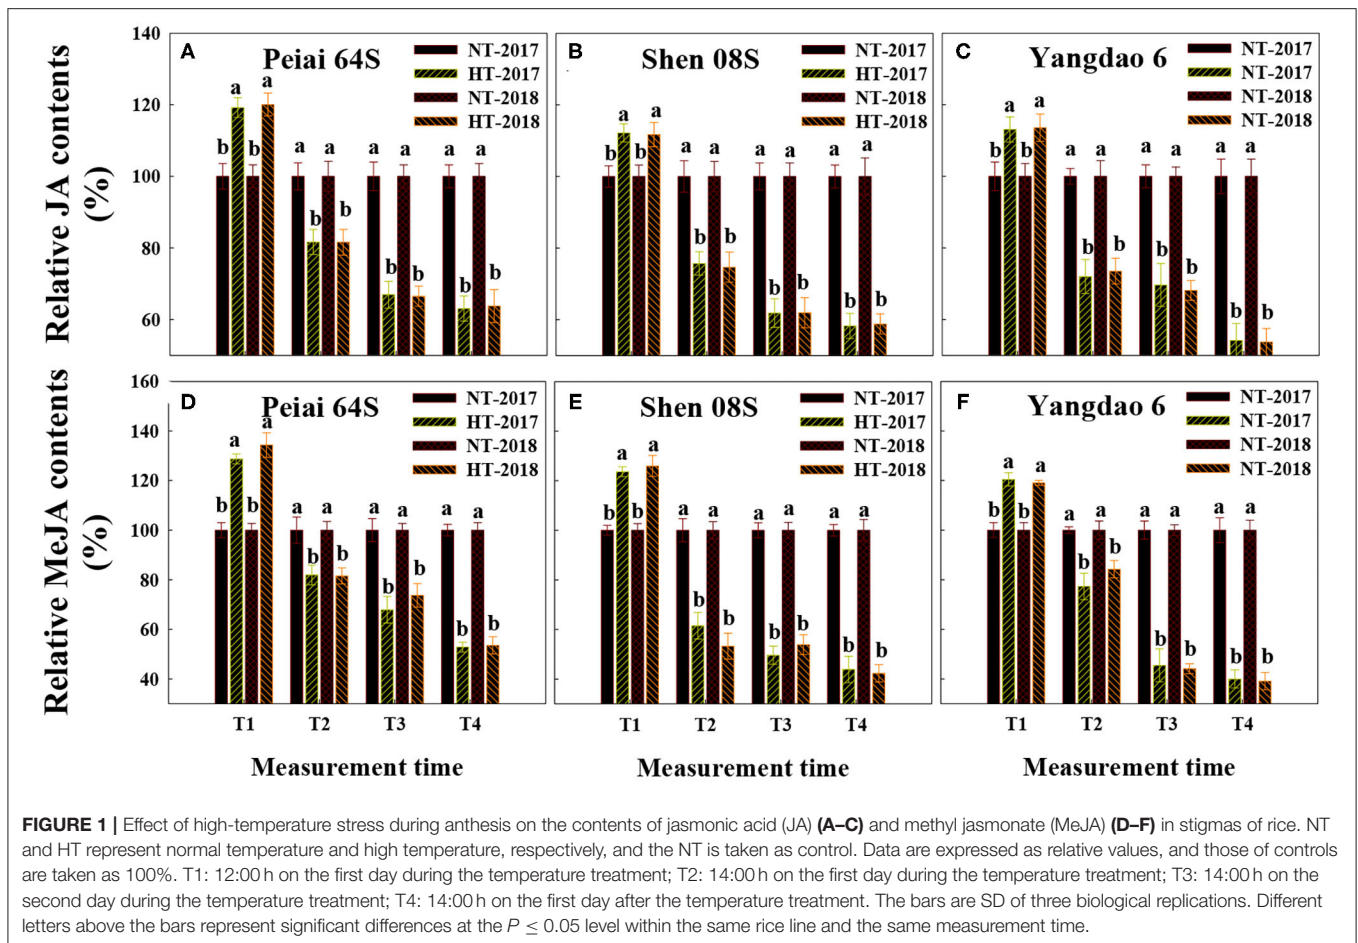 Relative JA contents
(%)
140
120
100
80
60
A
Peiai 64S
NT-2017
HT-2017
NT-2018
HT-2018
b a b a a b a b a b a b a b a b
B
Shen 08S
NT-2017
HT-2017
NT-2018
HT-2018
b a b a a b a b a b a b a b a b
C
Yangdao 6
NT-2017
NT-2017
NT-2018
NT-2018
b a b a a b a b a b a b a b a b
Relative MeJA contents
(%)
160
140
120
100
80
60
40
D
Peiai 64S
NT-2017
HT-2017
NT-2018
HT-2018
b a b a a b a b a b a b a b a b
T1 T2 T3 T4
Measurement time
E
Shen 08S
NT-2017
HT-2017
NT-2018
HT-2018
b a b a a b a b a b a b a b a b
T1 T2 T3 T4
Measurement time
F
Yangdao 6
NT-2017
NT-2017
NT-2018
NT-2018
b a b a a b a b a b a b a b a b
T1 T2 T3 T4
Measurement time
FIGURE 1 | Effect of high-temperature stress during anthesis on the contents of jasmonic acid (JA) (A–C) and methyl jasmonate (MeJA) (D–F) in stigmas of rice. NT
and HT represent normal temperature and high temperature, respectively, and the NT is taken as control. Data are expressed as relative values, and those of controls
are taken as 100%. T1: 12:00 h on the first day during the temperature treatment; T2: 14:00 h on the first day during the temperature treatment; T3: 14:00 h on the
second day during the temperature treatment; T4: 14:00 h on the first day after the temperature treatment. The bars are SD of three biological replications. Different
letters above the bars represent significant differences at the P ≤ 0.05 level within the same rice line and the same measurement time.